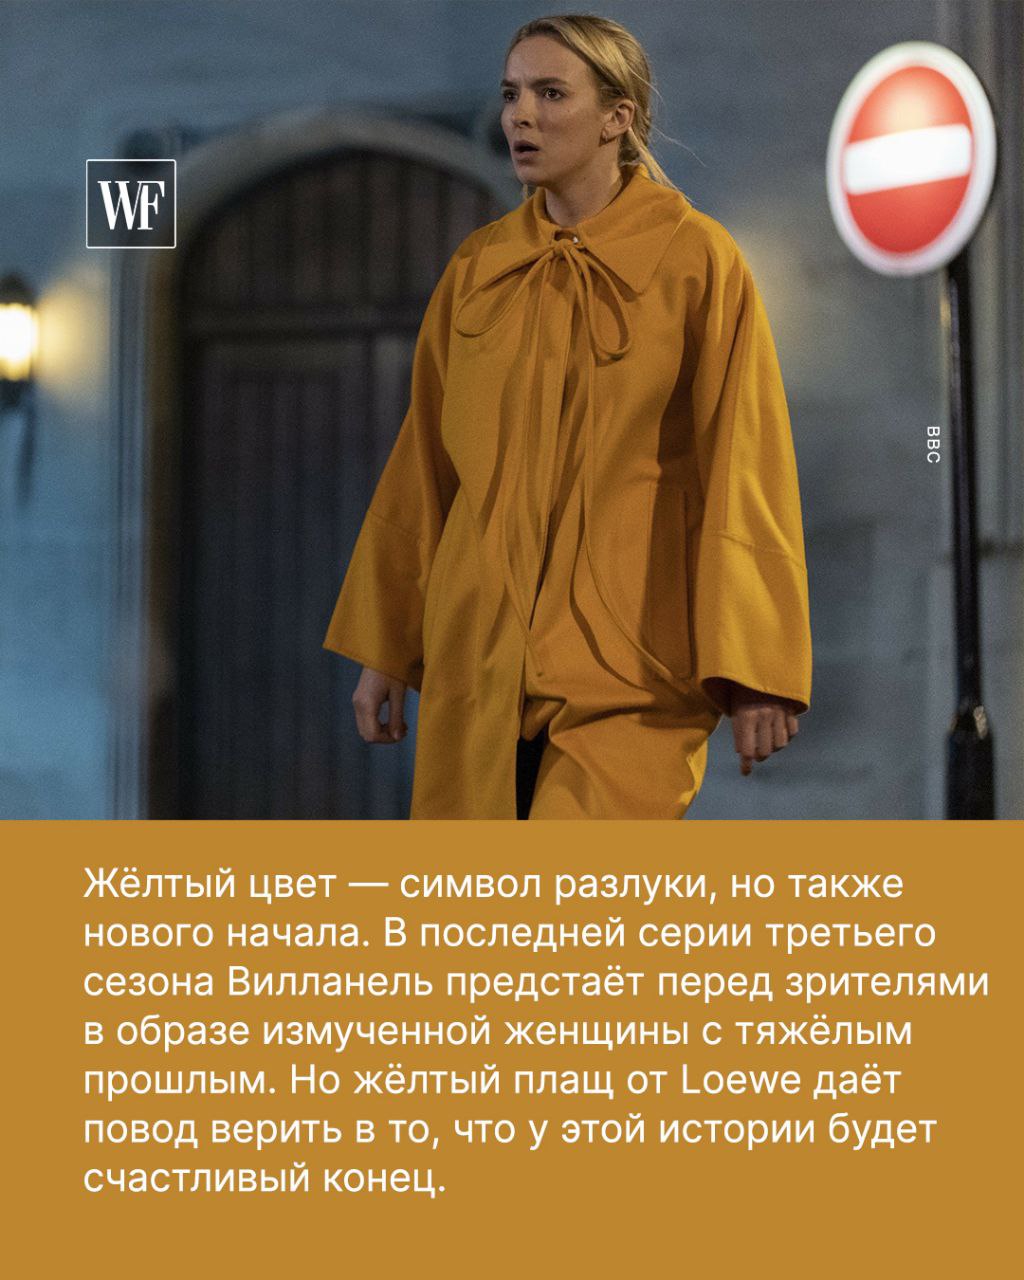 WF
BBC
Жёлтый цвет — символ разлуки, но также
нового начала. В последней серии третьего
сезона Вилланель предстаёт перед зрителями
в образе измученной женщины с тяжёлым
прошлым. Но жёлтый плащ от Loewe даёт
повод верить в то, что у этой истории будет
счастливый конец.